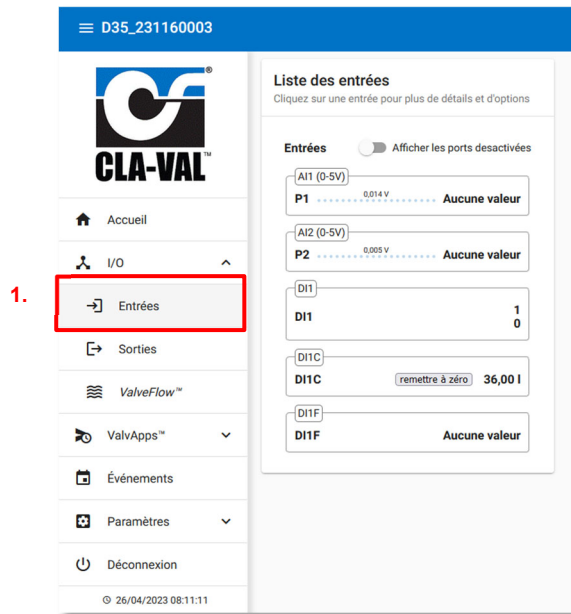 D35_231160003
CLA-VAL™
Accueil
I/O
1.
Entrées
Sorties
ValveFlow™
ValvApps™
Événements
Paramètres
Déconnexion
26/04/2023 08:11:11
Liste des entrées
Cliquez sur une entrée pour plus de détails et d'options
Entrées Afficher les ports desactivées
AI1 (0-5V)
P1 0,014 V Aucune valeur
AI2 (0-5V)
P2 0,005 V Aucune valeur
DI1
DI1 1
0
DI1C
DI1C remettre à zéro 36,00 l
DI1F
DI1F Aucune valeur